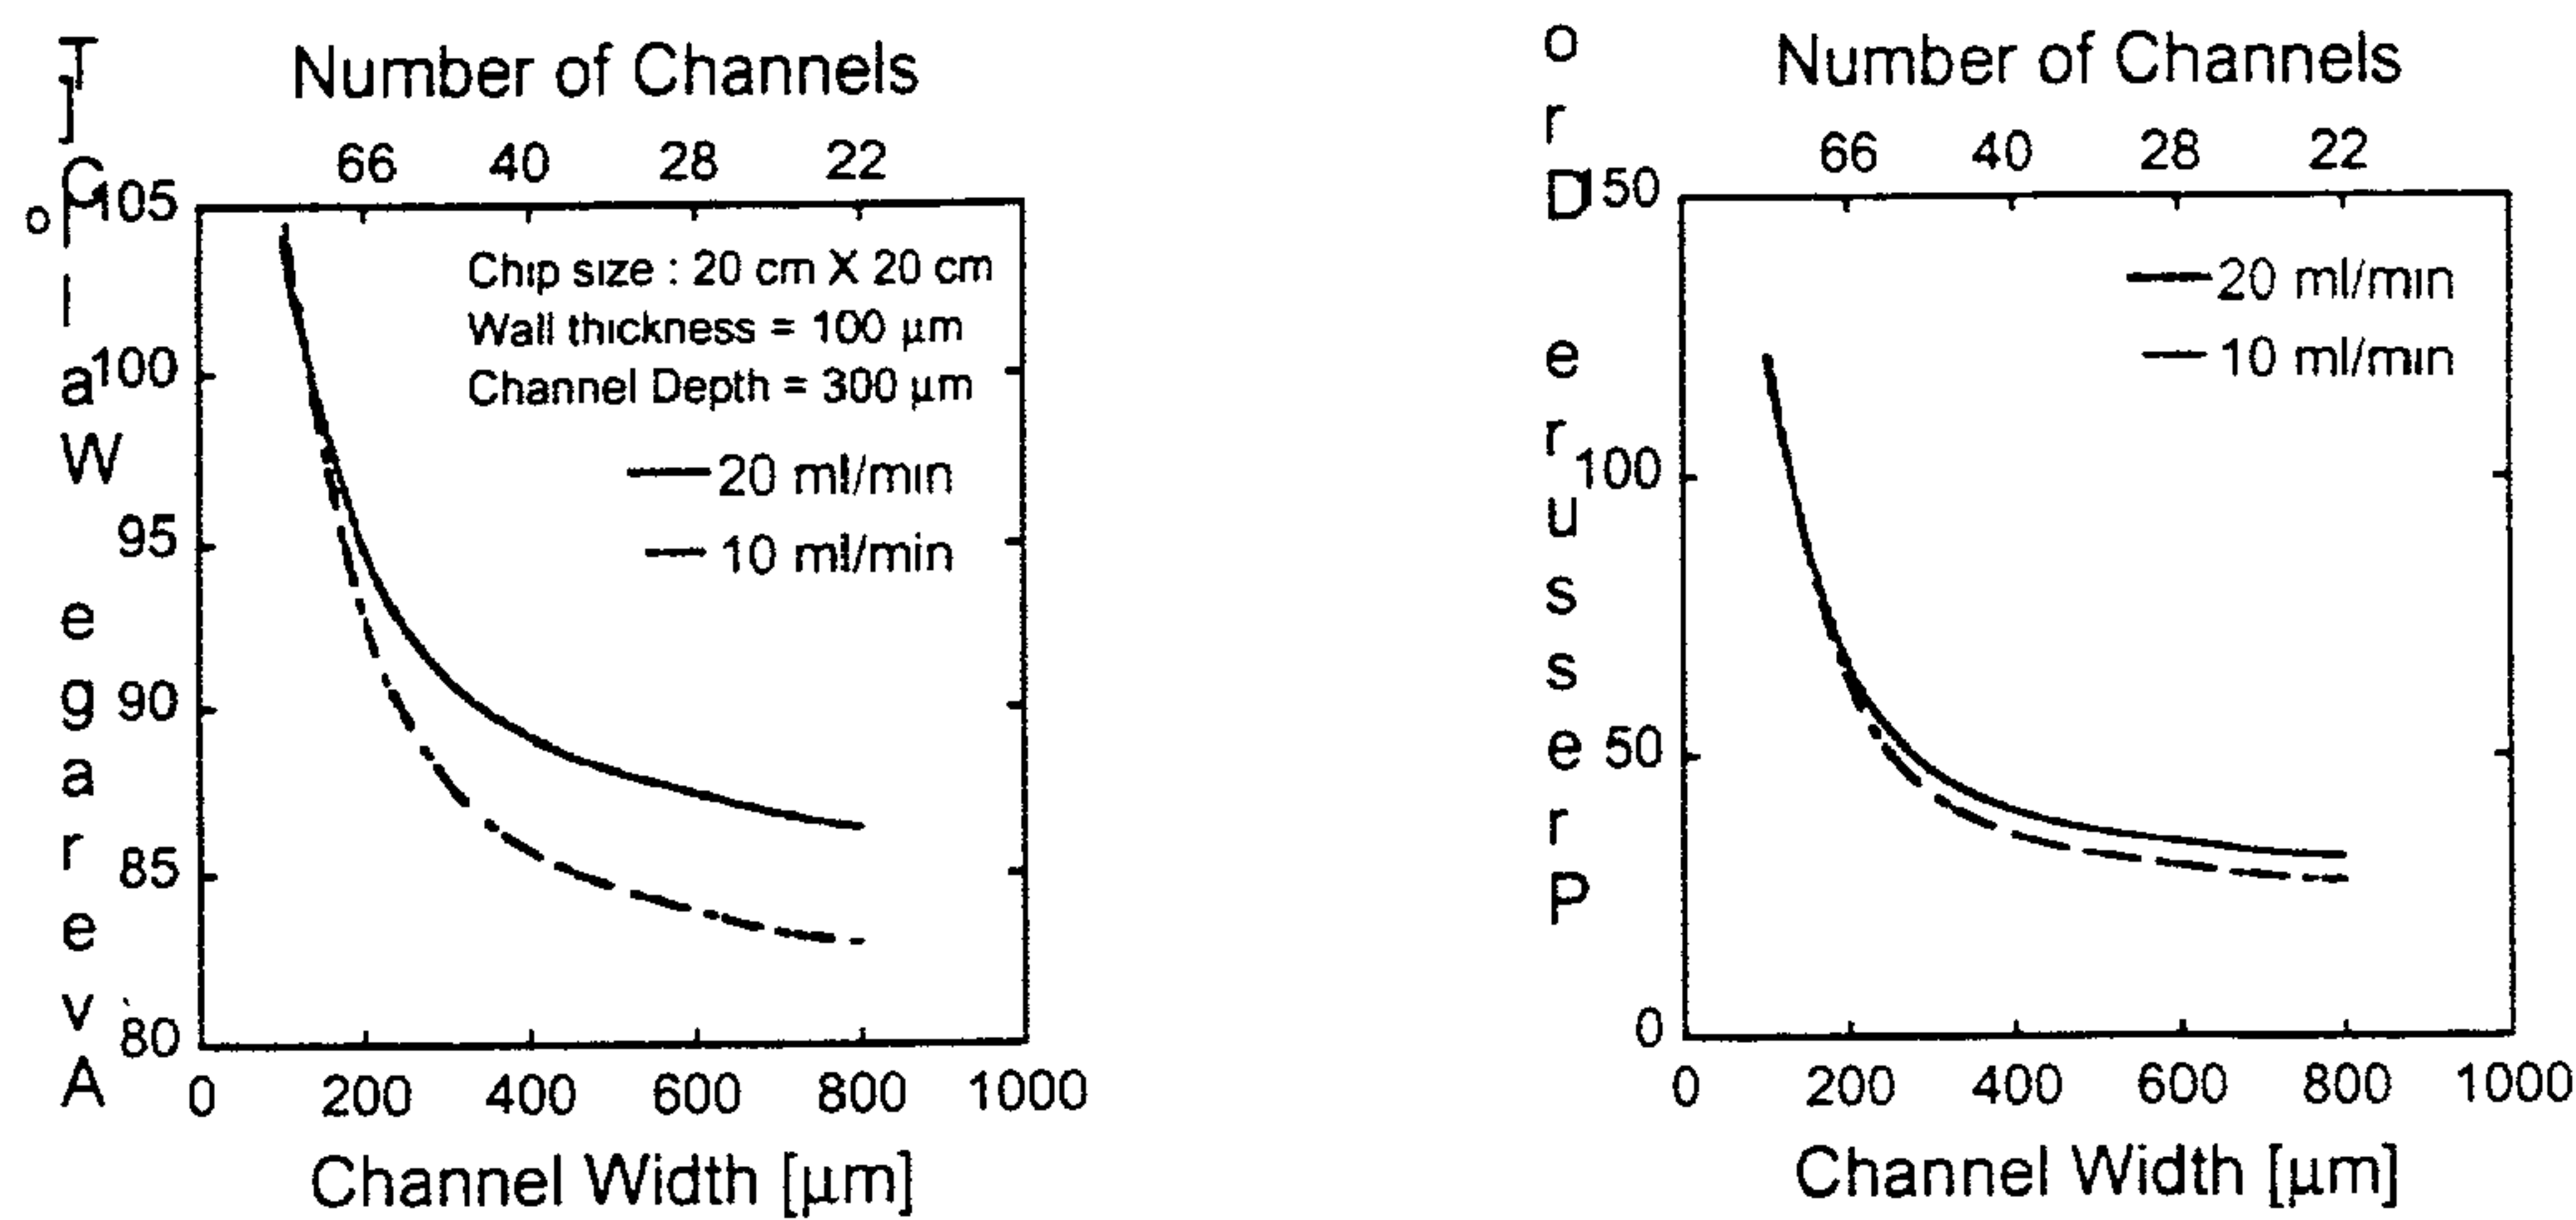 Number of Channels
66 40 28 22
105
100
95
90
85
80
Chip size : 20 cm X 20 cm
Wall thickness = 100 µm
Channel Depth = 300 µm
20 ml/min
10 ml/min
0 200 400 600 800 1000
Channel Width [µm]
Average Wall
°C
T
]
Number of Channels
66 40 28 22
150
100
50
0
20 ml/min
10 ml/min
0 200 400 600 800 1000
Channel Width [µm]
Pressure Dro